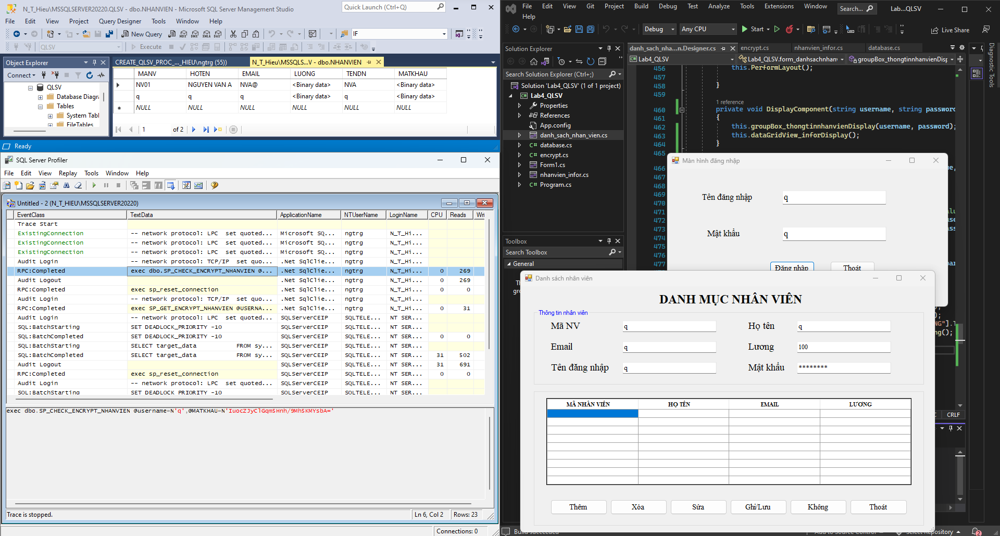 N_T_Hieu\MSSQLSERVER20220.QLSV - dbo.NHANVIEN - Microsoft SQL Server Management Studio
Quick Launch (Ctrl+Q)
File Edit View Project Query Designer Tools Window Help
New Query MDX DMX XMLA DAX IF
QLSV Execute
Object Explorer
Connect
QLSV
Database Diagra
Tables
System Tabl
FileTables
CREATE_QLSV_PROC_..._HIEU\ngtrg (55))
N_T_Hieu\MSSQLS...V - dbo.NHANVIEN
MANV HOTEN EMAIL LUONG TENDN MATKHAU
NV01 NGUYEN VAN A NVA@ <Binary data> NVA <Binary data>
q q q <Binary data> q <Binary data>
NULL NULL NULL NULL NULL NULL
1 of 2
Ready
SQL Server Profiler
File Edit View Replay Tools Window Help
Untitled - 2 (N_T_HIEU\MSSQLSERVER20220)
EventClass TextData ApplicationName NTUserName LoginName CPU Reads Wri
Trace Start
ExistingConnection -- network protocol: LPC set quoted... Microsoft SQ... ngtrg N_T_Hi...
ExistingConnection -- network protocol: LPC set quoted... Microsoft SQ... ngtrg N_T_Hi...
ExistingConnection -- network protocol: LPC set quoted... Microsoft SQ... ngtrg N_T_Hi...
Audit Login -- network protocol: TCP/IP set quo... .Net SqlClie... ngtrg N_T_Hi...
RPC:Completed exec dbo.SP_CHECK_ENCRYPT_NHANVIEN @... .Net SqlClie... ngtrg N_T_Hi... 0 269
Audit Logout .Net SqlClie... ngtrg N_T_Hi... 269
RPC:Completed exec sp_reset_connection .Net SqlClie... ngtrg N_T_Hi... 0 0
Audit Login -- network protocol: TCP/IP set quo... .Net SqlClie... ngtrg N_T_Hi...
RPC:Completed exec SP_GET_ENCRYPT_NHANVIEN @USERNA... .Net SqlClie... ngtrg N_T_Hi... 0 31
Audit Login -- network protocol: LPC set quoted... SQLServerCEIP SQLTELE... NT SER...
SQL:BatchStarting SET DEADLOCK_PRIORITY -10 SQLServerCEIP SQLTELE... NT SER...
SQL:BatchCompleted SET DEADLOCK_PRIORITY -10 SQLServerCEIP SQLTELE... NT SER... 0 0
SQL:BatchStarting SELECT target_data FROM sy... SQLServerCEIP SQLTELE... NT SER...
SQL:BatchCompleted SELECT target_data FROM sy... SQLServerCEIP SQLTELE... NT SER... 31 502
Audit Logout SQLServerCEIP SQLTELE... NT SER... 31 691
RPC:Completed exec sp_reset_connection SQLServerCEIP SQLTELE... NT SER... 0 0
Audit Login -- network protocol: LPC set quoted... SQLServerCEIP SQLTELE... NT SER...
SQL:BatchStarting SET DEADLOCK_PRIORITY -10 SQLServerCEIP SQLTELE... NT SER...
exec dbo.SP_CHECK_ENCRYPT_NHANVIEN @username=N'q',@MATKHAU=N'IuocZJyClGqm5Hnh/9Mh5KMYsbA='
Trace is stopped. Ln 6, Col 2 Rows: 23
Connections: 0
File Edit View Git Project Build Debug Test Analyze Tools Extensions Window
Help
Search... Lab...QLSV
Debug Any CPU Start Live Share
Solution Explorer
Search Solution Explorer (Ctrl+;)
Solution 'Lab4_QLSV' (1 of 1 project)
Lab4_QLSV
Properties
References
App.config
danh_sach_nhan_vien.cs
database.cs
encrypt.cs
Form1.cs
nhanvien_infor.cs
Program.cs
Toolbox
Search Toolbox
General
Th
gro
danh_sach_nha...n.Designer.cs encrypt.cs nhanvien_infor.cs database.cs
Lab4_QLSV Lab4_QLSV.form_danhsachnhanv groupBox_thongtinnhanvienDisp
Diagnostic Tools
456 this.PerformLayout();
457
458 }
459
1 reference
460 private void DisplayComponent(string username, string password
461 {
462 this.groupBox_thongtinnhanvienDisplay(username, password);
463 this.dataGridView_inforDisplay();
464 }
465
466
467
468
469
470
471
472
473
474
475
476
477
Màn hình đăng nhập
Tên đăng nhập q
Mật khẩu q
Đăng nhập Thoát
Danh sách nhân viên
DANH MỤC NHÂN VIÊN
Thông tin nhân viên
Mã NV q Họ tên q
Email q Lương 100
Tên đăng nhập q Mật khẩu ********
MÃ NHÂN VIÊN HỌ TÊN EMAIL LƯƠNG
Thêm Xóa Sửa Ghi/Lưu Không Thoát
NG"].T
ng();
CRLF
Build succeeded
Add to Source Control Select Repository 2